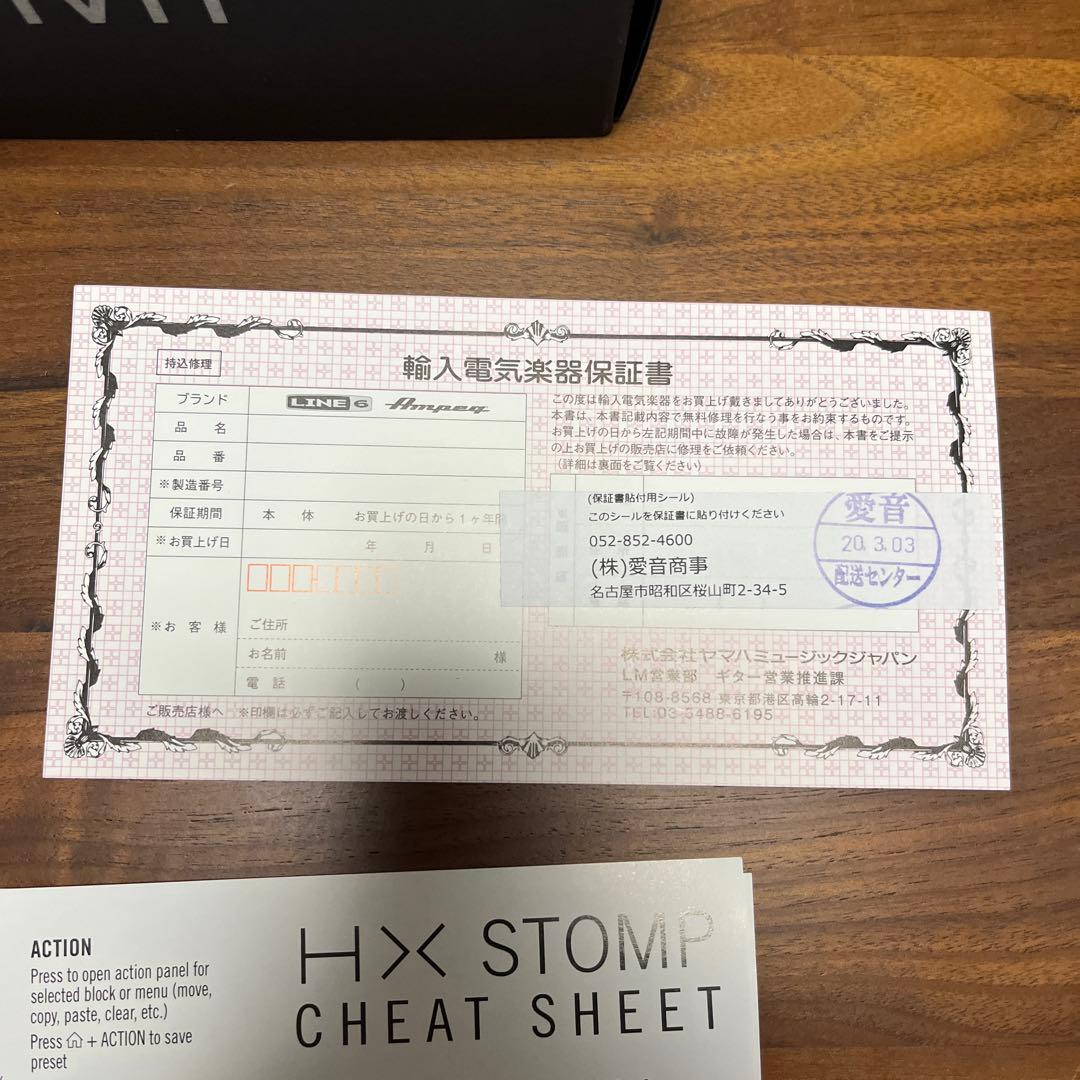 持込修理
輸入電気楽器保証書
ブランド LINE 6 Ampeg
品 名
品 番
※製造番号
保証期間 本 体 お買上げの日から1ヶ年間
※お買上げ日 年 月 日
※お 客 様
ご住所
お名前 様
電 話 ( )
ご販売店様へ ※印欄は必ずご記入してお渡しください。
この度は輸入電気楽器をお買上げ戴きましてありがとうございました。
本書は、本書記載内容で無料修理を行なう事をお約束するものです。
お買上げの日から左記期間中に故障が発生した場合は、本書をご提示
の上お買上げの販売店に修理をご依頼ください。
(詳細は裏面をご覧ください)
(保証書貼付用シール)
このシールを保証書に貼り付けください
052-852-4600
(株)愛音商事
名古屋市昭和区桜山町2-34-5
愛音
20.3.03
配送センター
株式会社ヤマハミュージックジャパン
LM営業部 ギター営業推進課
〒108-8568 東京都港区高輪2-17-11
TEL:03-5488-6195
ACTION
Press to open action panel for
selected block or menu (move,
copy, paste, clear, etc.)
Press + ACTION to save
preset
HX STOMP
CHEAT SHEET